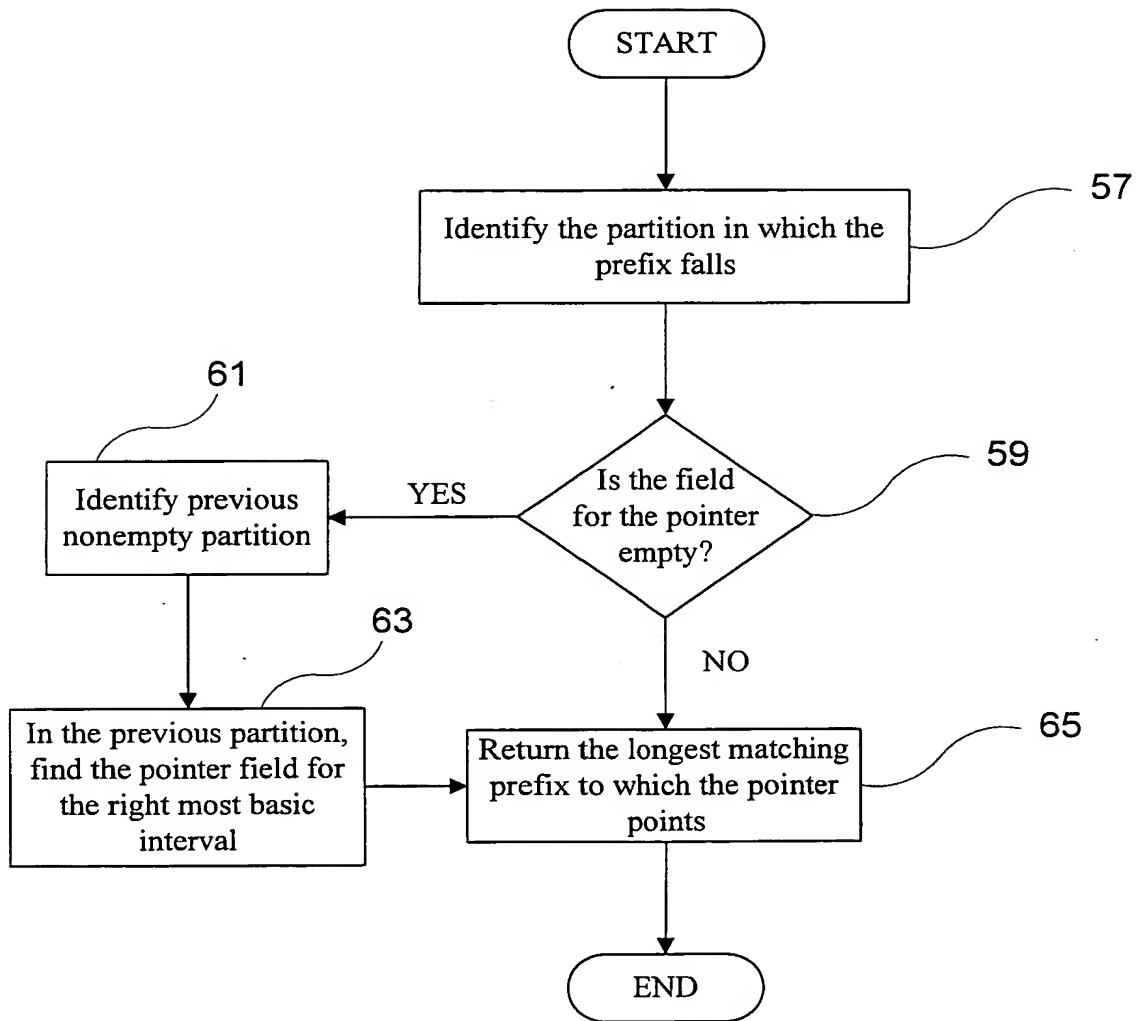 START
57
Identify the partition in which the
prefix falls
61
59
Identify previous
nonempty partition
YES
Is the field
for the pointer
empty?
63
NO
In the previous partition,
find the pointer field for
the right most basic
interval
65
Return the longest matching
prefix to which the pointer
points
END